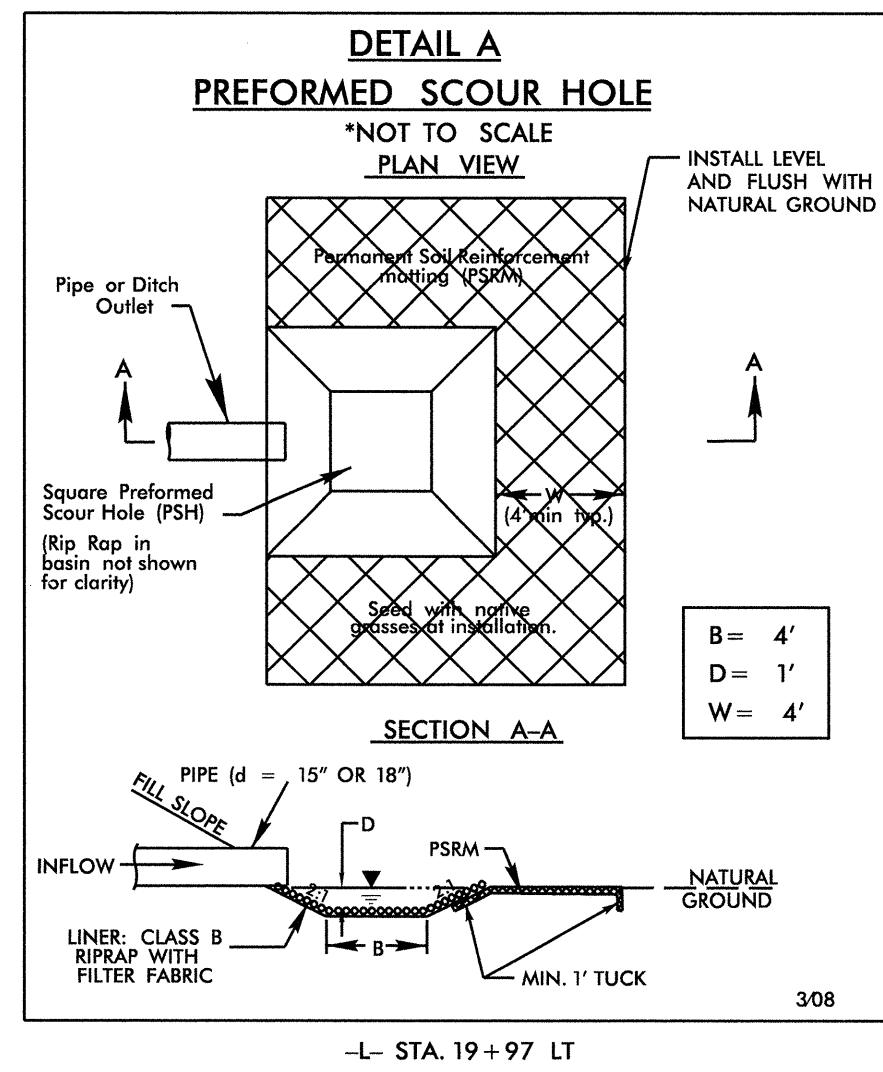 DETAIL A
PREFORMED SCOUR HOLE
*NOT TO SCALE
PLAN VIEW
INSTALL LEVEL
AND FLUSH WITH
NATURAL GROUND
Permanent Soil Reinforcement
matting (PSRM)
Pipe or Ditch
Outlet
A
A
Square Preformed
Scour Hole (PSH)
(Rip Rap in
basin not shown
for clarity)
W
(4'min typ.)
Seed with native
grasses at installation.
B= 4'
D= 1'
W= 4'
SECTION A-A
PIPE (d = 15" OR 18")
FILL SLOPE
D
PSRM
INFLOW
2:1
2:1
NATURAL
GROUND
B
LINER: CLASS B
RIPRAP WITH
FILTER FABRIC
MIN. 1' TUCK
3/08
-L- STA. 19+97 LT